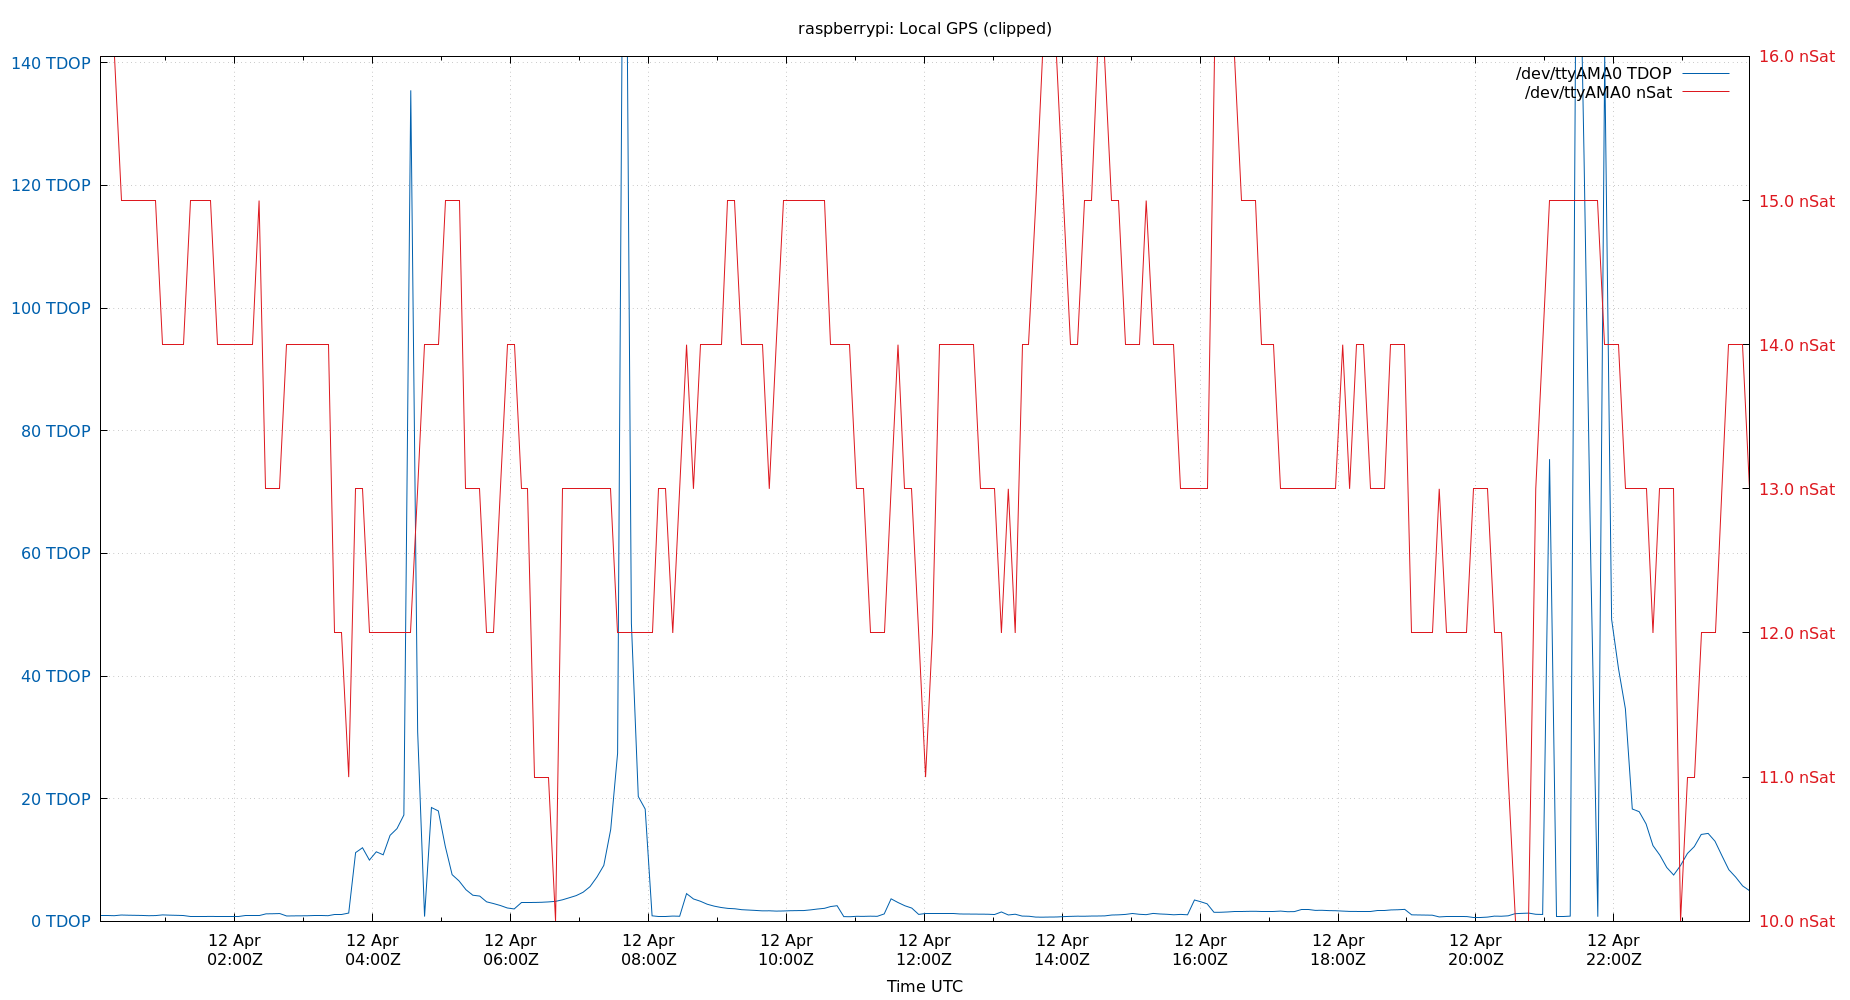 raspberrypi: Local GPS (clipped)
140 TDOP
120 TDOP
100 TDOP
80 TDOP
60 TDOP
40 TDOP
20 TDOP
0 TDOP
16.0 nSat
15.0 nSat
14.0 nSat
13.0 nSat
12.0 nSat
11.0 nSat
10.0 nSat
/dev/ttyAMA0 TDOP
/dev/ttyAMA0 nSat
12 Apr
02:00Z
12 Apr
04:00Z
12 Apr
06:00Z
12 Apr
08:00Z
12 Apr
10:00Z
12 Apr
12:00Z
12 Apr
14:00Z
12 Apr
16:00Z
12 Apr
18:00Z
12 Apr
20:00Z
12 Apr
22:00Z
Time UTC